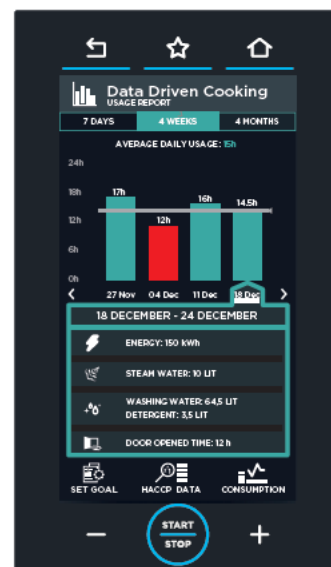 Data Driven Cooking
USAGE REPORT
7 DAYS 4 WEEKS 4 MONTHS
AVERAGE DAILY USAGE: 15h
24h
18h
12h
6h
0h
17h 12h 16h 14.5h
27 Nov 04 Dec 11 Dec 18 Dec
18 DECEMBER - 24 DECEMBER
ENERGY: 150 kWh
STEAM WATER: 10 LIT
WASHING WATER: 64,5 LIT
DETERGENT: 3,5 LIT
DOOR OPENED TIME: 12 h
SET GOAL HACCP DATA CONSUMPTION
START
STOP